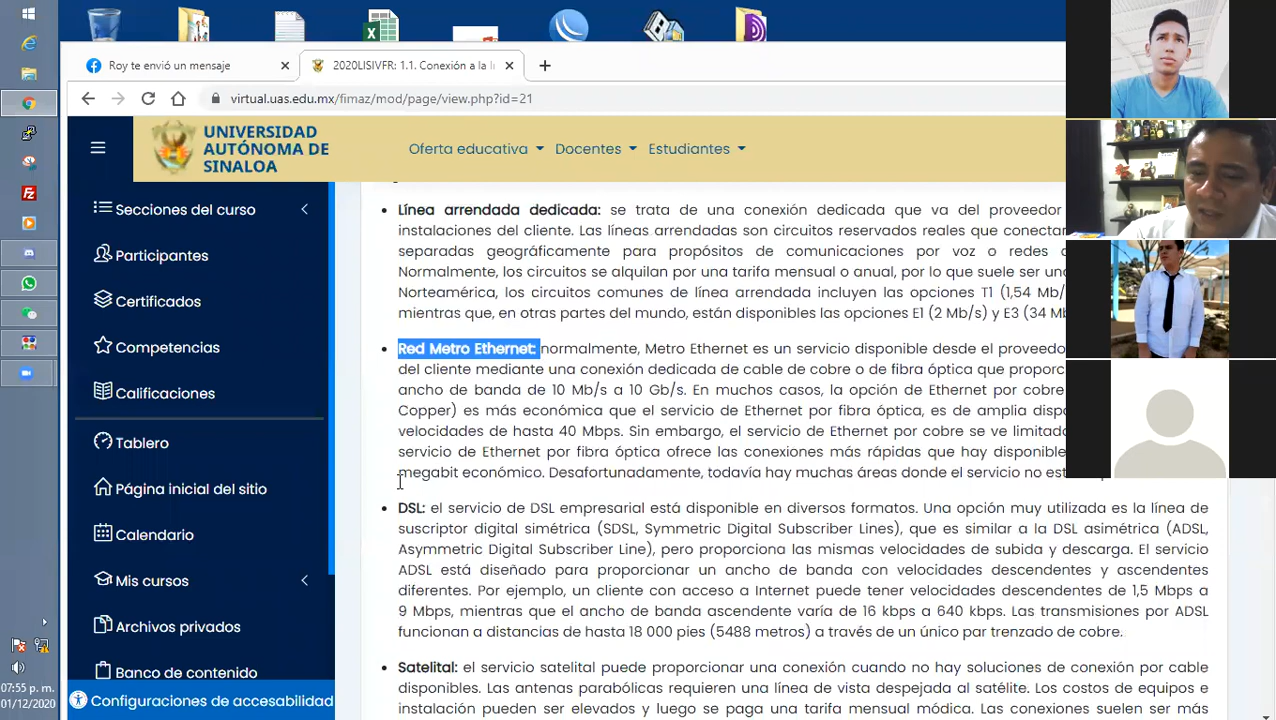 Roy te envió un mensaje
2020LISIVFR: 1.1. Conexión a la I
virtual.uas.edu.mx/fimaz/mod/page/view.php?id=21
UNIVERSIDAD
AUTÓNOMA DE
SINALOA
Oferta educativa
Docentes
Estudiantes
Secciones del curso
Participantes
Certificados
Competencias
Calificaciones
Tablero
Página inicial del sitio
Calendario
Mis cursos
Archivos privados
Banco de contenido
Configuraciones de accesabilidad
07:55 p. m.
01/12/2020
Línea arrendada dedicada: se trata de una conexión dedicada que va del proveedor
instalaciones del cliente. Las líneas arrendadas son circuitos reservados reales que conectar
separadas geográficamente para propósitos de comunicaciones por voz o redes
Normalmente, los circuitos se alquilan por una tarifa mensual o anual, por lo que suele ser un
Norteamérica, los circuitos comunes de línea arrendada incluyen las opciones T1 (1,54 Mb/
mientras que, en otras partes del mundo, están disponibles las opciones E1 (2 Mb/s) y E3 (34 Mb
Red Metro Ethernet: normalmente, Metro Ethernet es un servicio disponible desde el proveedo
del cliente mediante una conexión dedicada de cable de cobre o de fibra óptica que proporc
ancho de banda de 10 Mb/s a 10 Gb/s. En muchos casos, la opción de Ethernet por cobre
Copper) es más económica que el servicio de Ethernet por fibra óptica, es de amplia dispo
velocidades de hasta 40 Mbps. Sin embargo, el servicio de Ethernet por cobre se ve limitad
servicio de Ethernet por fibra óptica ofrece las conexiones más rápidas que hay disponible
megabit económico. Desafortunadamente, todavía hay muchas áreas donde el servicio no est
DSL: el servicio de DSL empresarial está disponible en diversos formatos. Una opción muy utilizada es la línea de
suscriptor digital simétrica (SDSL, Symmetric Digital Subscriber Lines), que es similar a la DSL asimétrica (ADSL,
Asymmetric Digital Subscriber Line), pero proporciona las mismas velocidades de subida y descarga. El servicio
ADSL está diseñado para proporcionar un ancho de banda con velocidades descendentes y ascendentes
diferentes. Por ejemplo, un cliente con acceso a Internet puede tener velocidades descendentes de 1,5 Mbps a
9 Mbps, mientras que el ancho de banda ascendente varía de 16 kbps a 640 kbps. Las transmisiones por ADSL
funcionan a distancias de hasta 18 000 pies (5488 metros) a través de un único par trenzado de cobre.
Satelital: el servicio satelital puede proporcionar una conexión cuando no hay soluciones de conexión por cable
disponibles. Las antenas parabólicas requieren una línea de vista despejada al satélite. Los costos de equipos e
instalación pueden ser elevados y luego se paga una tarifa mensual módica. Las conexiones suelen ser más